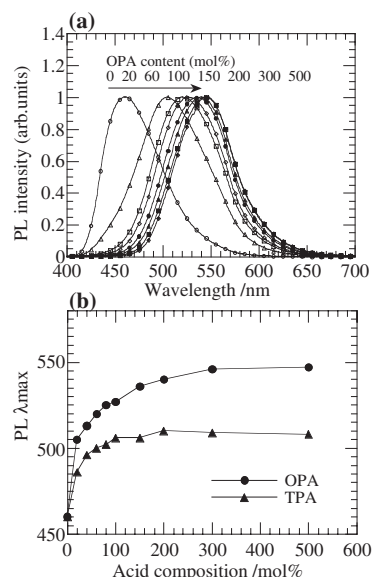 (a)
1.4
OPA content (mol%)
1.2
0 20 60 100 150 200 300 500
1
0.8
0.6
0.4
0.2
0
PL intensity (arb.units)
400 450 500 550 600 650 700
Wavelength /nm
(b)
550
500
450
PL λmax
OPA
TPA
0 100 200 300 400 500 600
Acid composition /mol%